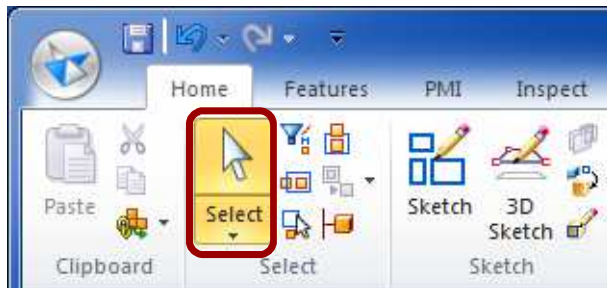 Home Features PMI Inspect
Paste Select Sketch 3D
Sketch
Clipboard Select Sketch